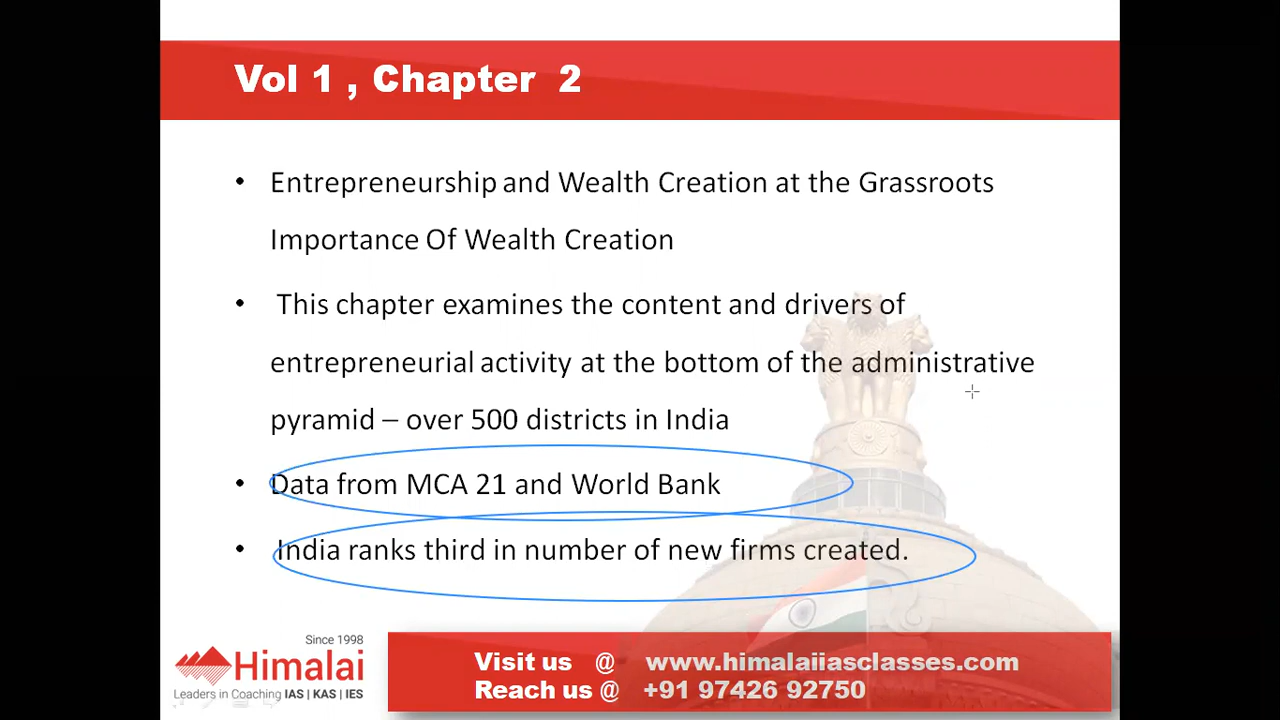 Vol 1 , Chapter 2
• Entrepreneurship and Wealth Creation at the Grassroots
Importance Of Wealth Creation
• This chapter examines the content and drivers of
entrepreneurial activity at the bottom of the administrative
pyramid – over 500 districts in India
• Data from MCA 21 and World Bank
• India ranks third in number of new firms created.
Since 1998
Himalai
Leaders in Coaching IAS | KAS | IES
Visit us @ www.himalaiiasclasses.com
Reach us @ +91 97426 92750